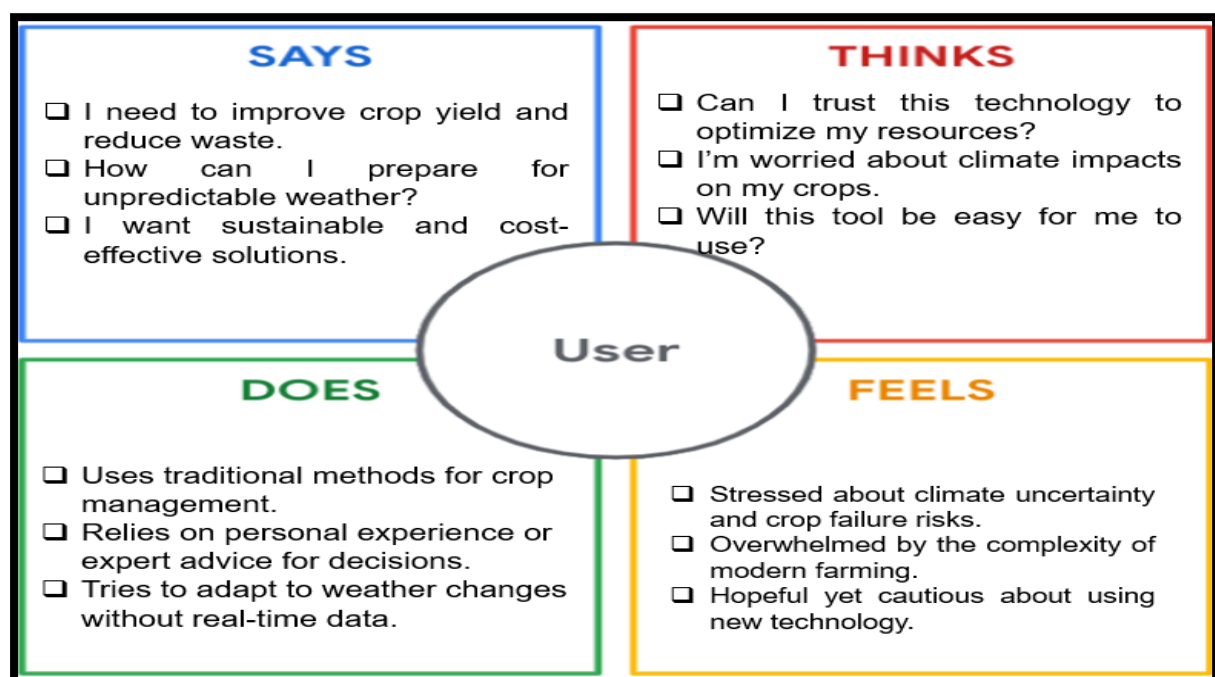 SAYS
❑ I need to improve crop yield and
reduce waste.
❑ How can I prepare for
unpredictable weather?
❑ I want sustainable and cost-
effective solutions.
THINKS
❑ Can I trust this technology to
optimize my resources?
❑ I’m worried about climate impacts
on my crops.
❑ Will this tool be easy for me to
use?
User
DOES
❑ Uses traditional methods for crop
management.
❑ Relies on personal experience or
expert advice for decisions.
❑ Tries to adapt to weather changes
without real-time data.
FEELS
❑ Stressed about climate uncertainty
and crop failure risks.
❑ Overwhelmed by the complexity of
modern farming.
❑ Hopeful yet cautious about using
new technology.